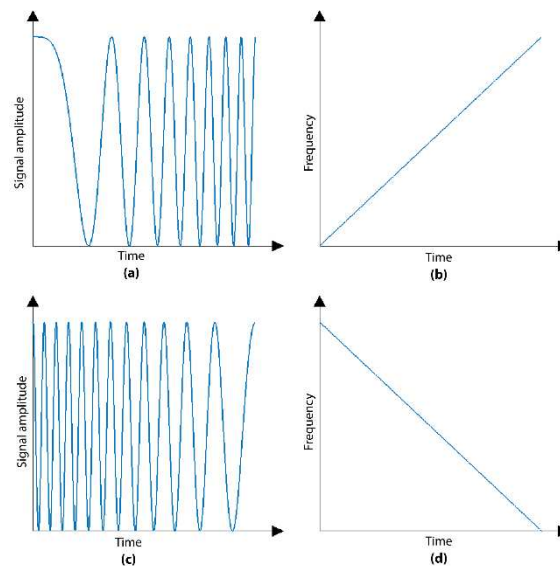 Signal amplitude
Time
(a)
Frequency
Time
(b)
Signal amplitude
Time
(c)
Frequency
Time
(d)